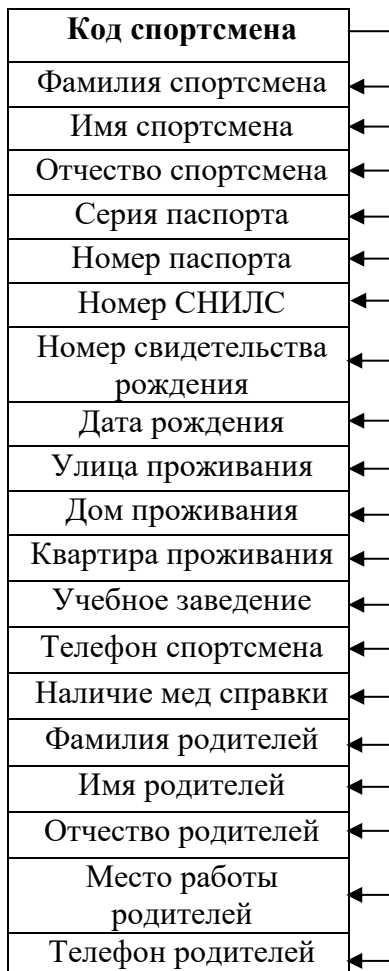 Код спортсмена
Фамилия спортсмена
Имя спортсмена
Отчество спортсмена
Серия паспорта
Номер паспорта
Номер СНИЛС
Номер свидетельства
рождения
Дата рождения
Улица проживания
Дом проживания
Квартира проживания
Учебное заведение
Телефон спортсмена
Наличие мед справки
Фамилия родителей
Имя родителей
Отчество родителей
Место работы
родителей
Телефон родителей